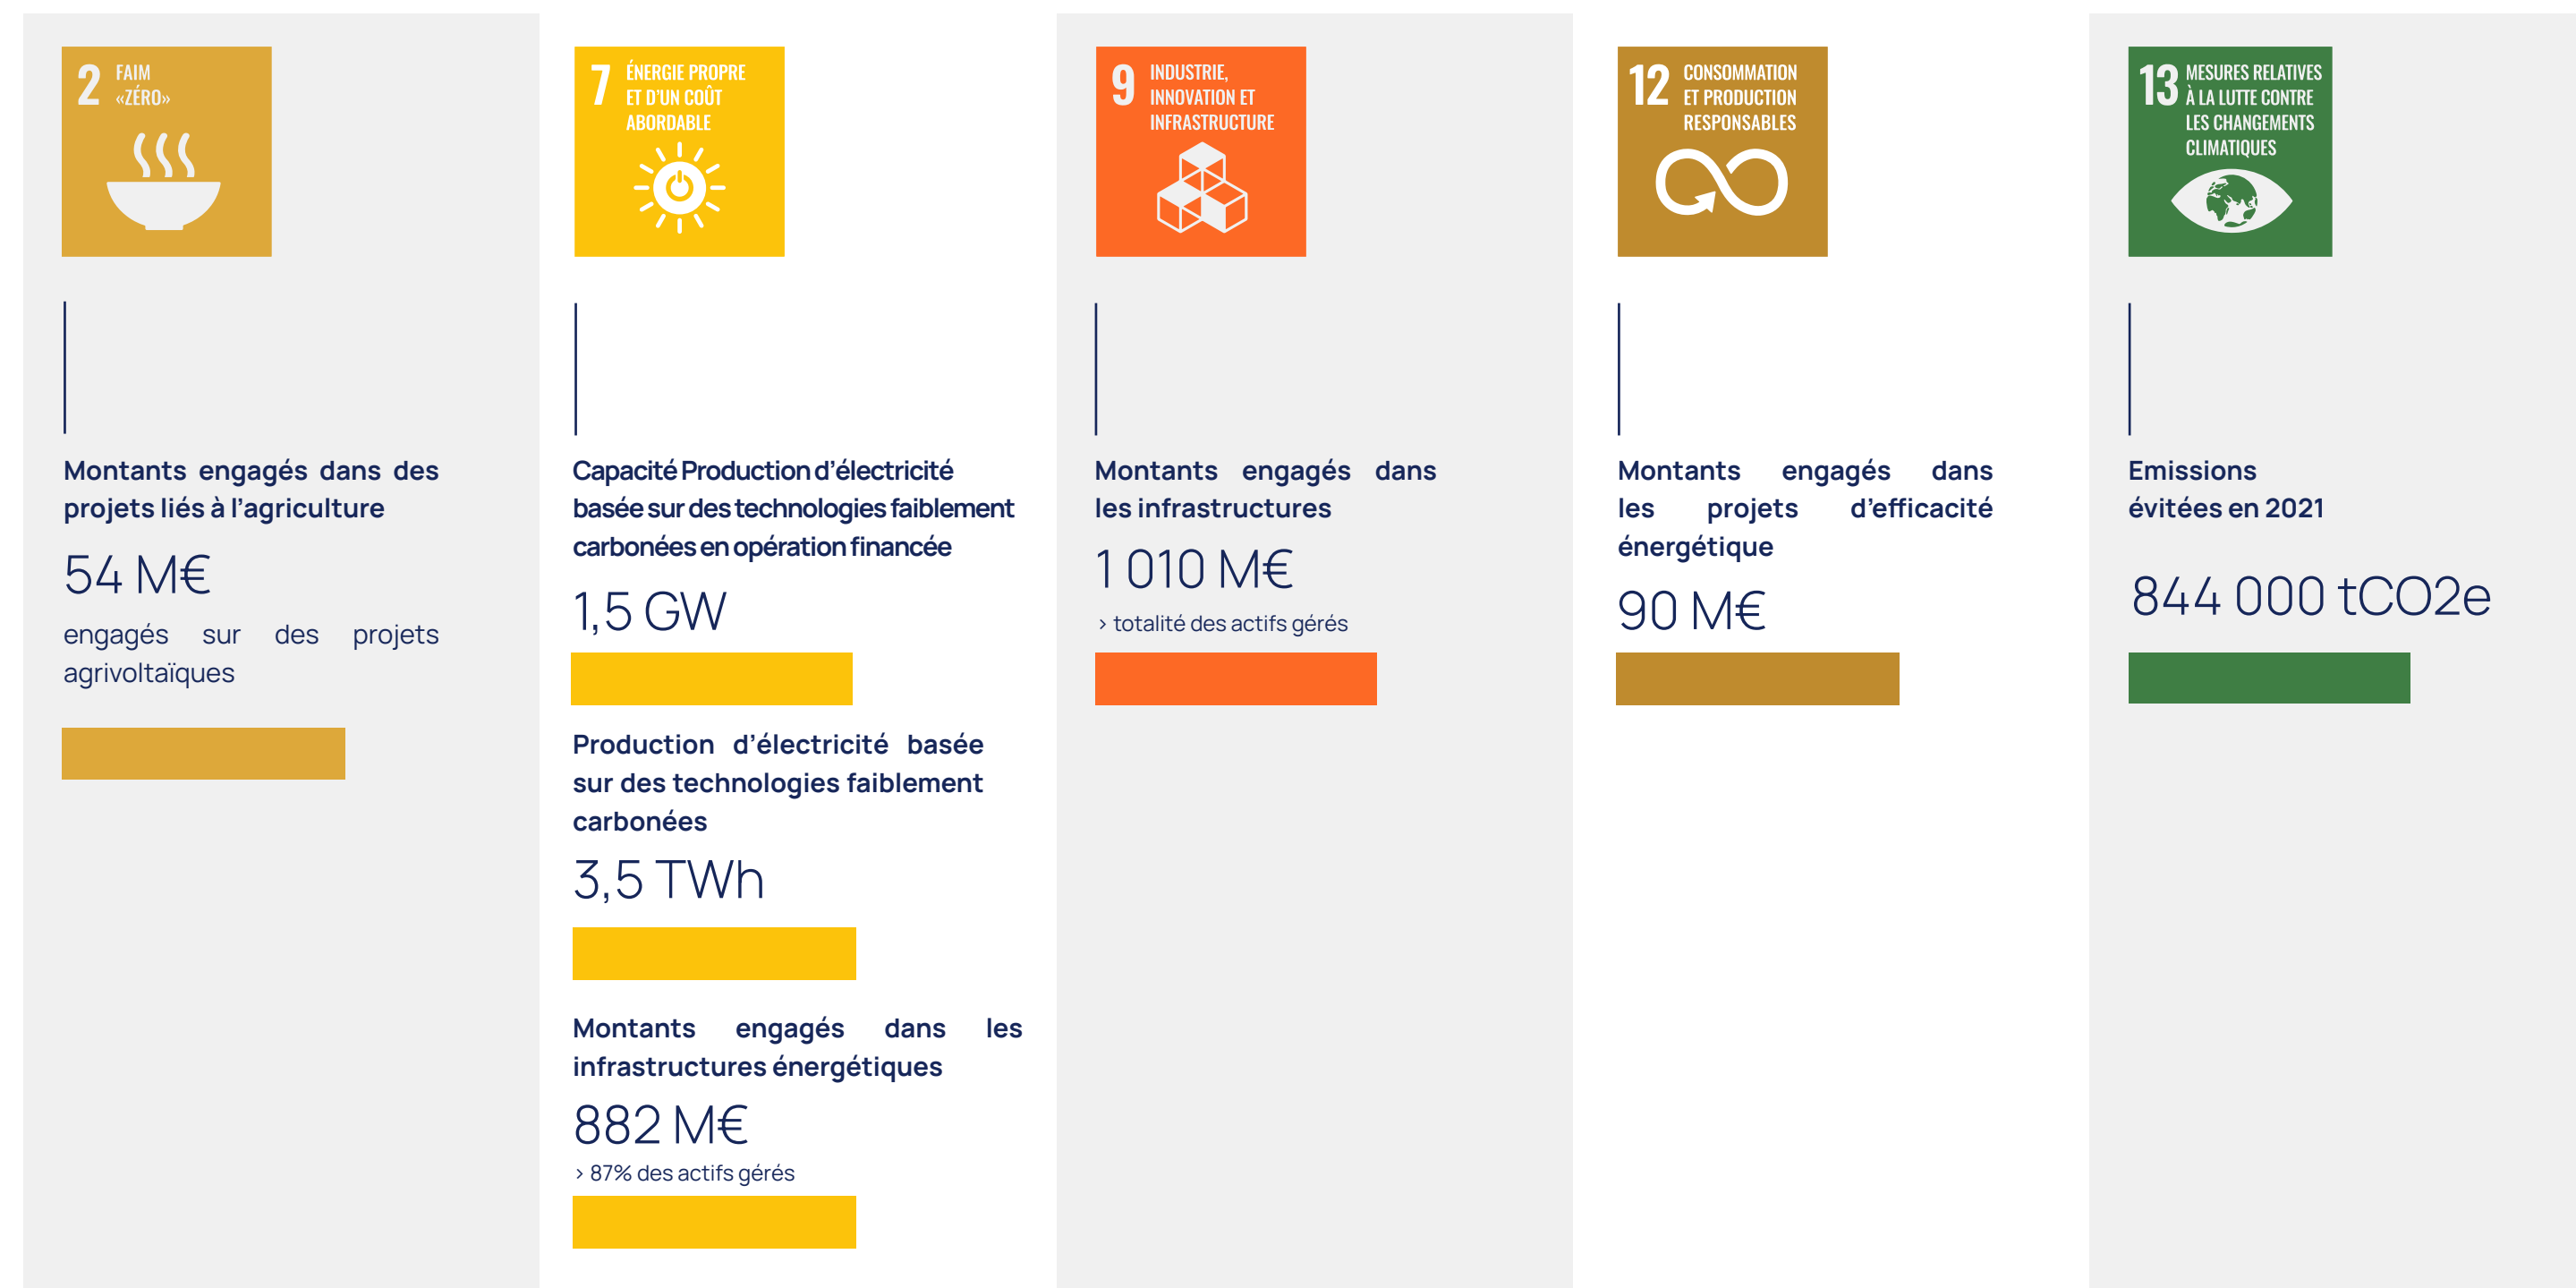 2 FAIM
«ZÉRO»
Montants engagés dans des
projets liés à l'agriculture
54 M€
engagés sur des projets
agrivoltaïques
7 ÉNERGIE PROPRE
ET D'UN COÛT
ABORDABLE
Capacité Production d'électricité
basée sur des technologies faiblement
carbonées en opération financée
1,5 GW
Production d'électricité basée
sur des technologies faiblement
carbonées
3,5 TWh
Montants engagés dans les
infrastructures énergétiques
882 M€
> 87% des actifs gérés
9 INDUSTRIE,
INNOVATION ET
INFRASTRUCTURE
Montants engagés dans
les infrastructures
1 010 M€
> totalité des actifs gérés
12 CONSOMMATION
ET PRODUCTION
RESPONSABLES
Montants engagés dans
les projets d'efficacité
énergétique
90 M€
13 MESURES RELATIVES
À LA LUTTE CONTRE
LES CHANGEMENTS
CLIMATIQUES
Emissions
évitées en 2021
844 000 tCO2e